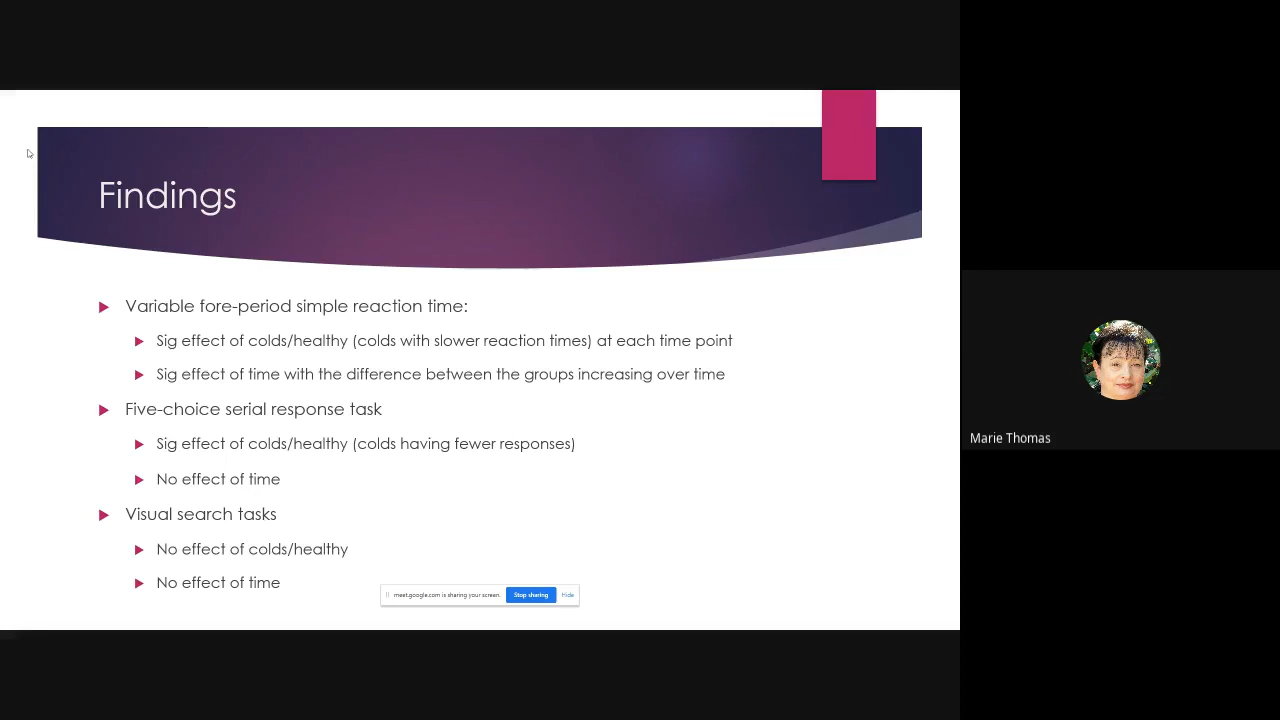 Findings
Variable fore-period simple reaction time:
Sig effect of colds/healthy (colds with slower reaction times) at each time point
Sig effect of time with the difference between the groups increasing over time
Five-choice serial response task
Sig effect of colds/healthy (colds having fewer responses)
No effect of time
Visual search tasks
No effect of colds/healthy
No effect of time
meet.google.com is sharing your screen. Stop sharing Hide
Marie Thomas